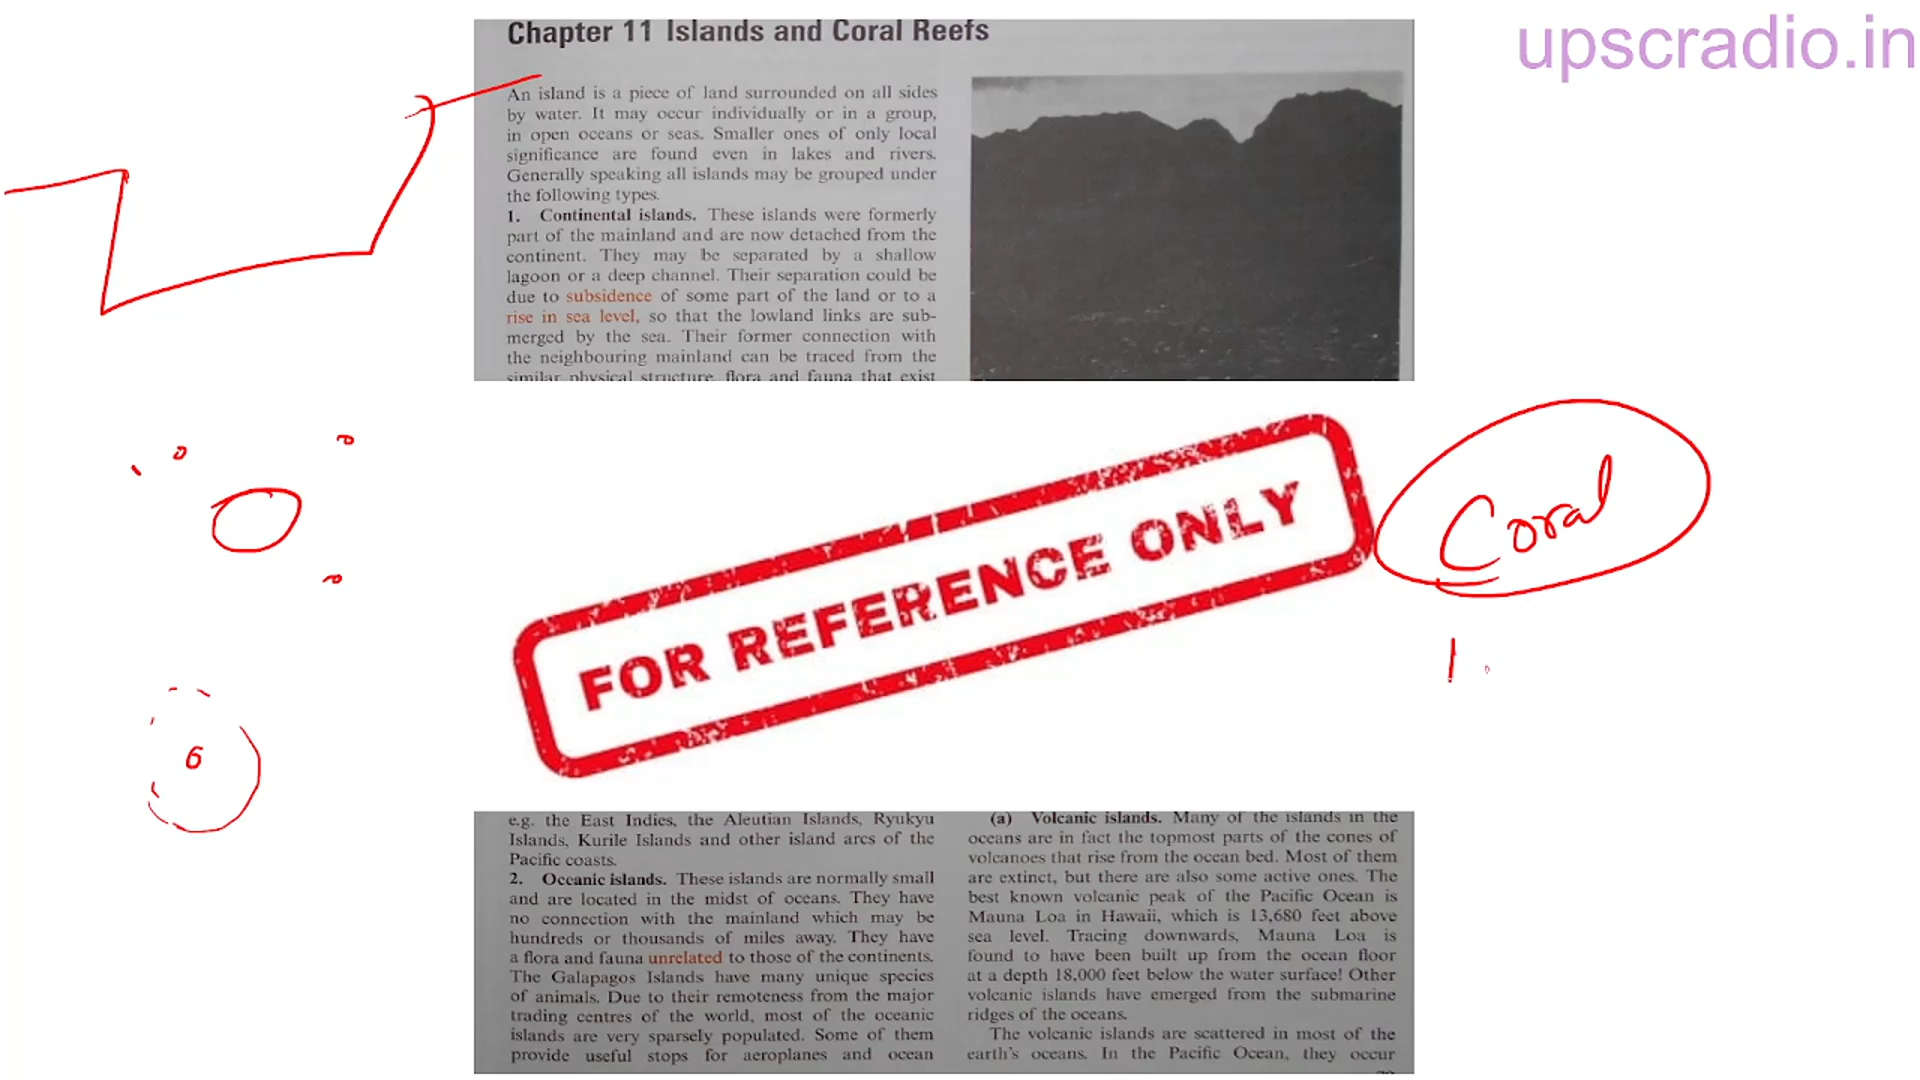 upscradio.in
Chapter 11 Islands and Coral Reefs
An island is a piece of land surrounded on all sides
by water. It may occur individually or in a group,
in open oceans or seas. Smaller ones of only local
significance are found even in lakes and rivers.
Generally speaking all islands may be grouped under
the following types.
1. Continental islands. These islands were formerly
part of the mainland and are now detached from the
continent. They may be separated by a shallow
lagoon or a deep channel. Their separation could be
due to subsidence of some part of the land or to a
rise in sea level, so that the lowland links are sub-
merged by the sea. Their former connection with
the neighbouring mainland can be traced from the
similar physical structure, flora and fauna that exist
FOR REFERENCE ONLY
Coral
1.
6
e.g. the East Indies, the Aleutian Islands, Ryukyu
Islands, Kurile Islands and other island arcs of the
Pacific coasts.
2. Oceanic islands. These islands are normally small
and are located in the midst of oceans. They have
no connection with the mainland which may be
hundreds or thousands of miles away. They have
a flora and fauna unrelated to those of the continents.
The Galapagos Islands have many unique species
of animals. Due to their remoteness from the major
trading centres of the world, most of the oceanic
islands are very sparsely populated. Some of them
provide useful stops for aeroplanes and ocean
(a) Volcanic islands. Many of the islands in the
oceans are in fact the topmost parts of the cones of
volcanoes that rise from the ocean bed. Most of them
are extinct, but there are also some active ones. The
best known volcanic peak of the Pacific Ocean is
Mauna Loa in Hawaii, which is 13,680 feet above
sea level. Tracing downwards, Mauna Loa is
found to have been built up from the ocean floor
at a depth 18,000 feet below the water surface! Other
volcanic islands have emerged from the submarine
ridges of the oceans.
The volcanic islands are scattered in most of the
earth's oceans. In the Pacific Ocean, they occur